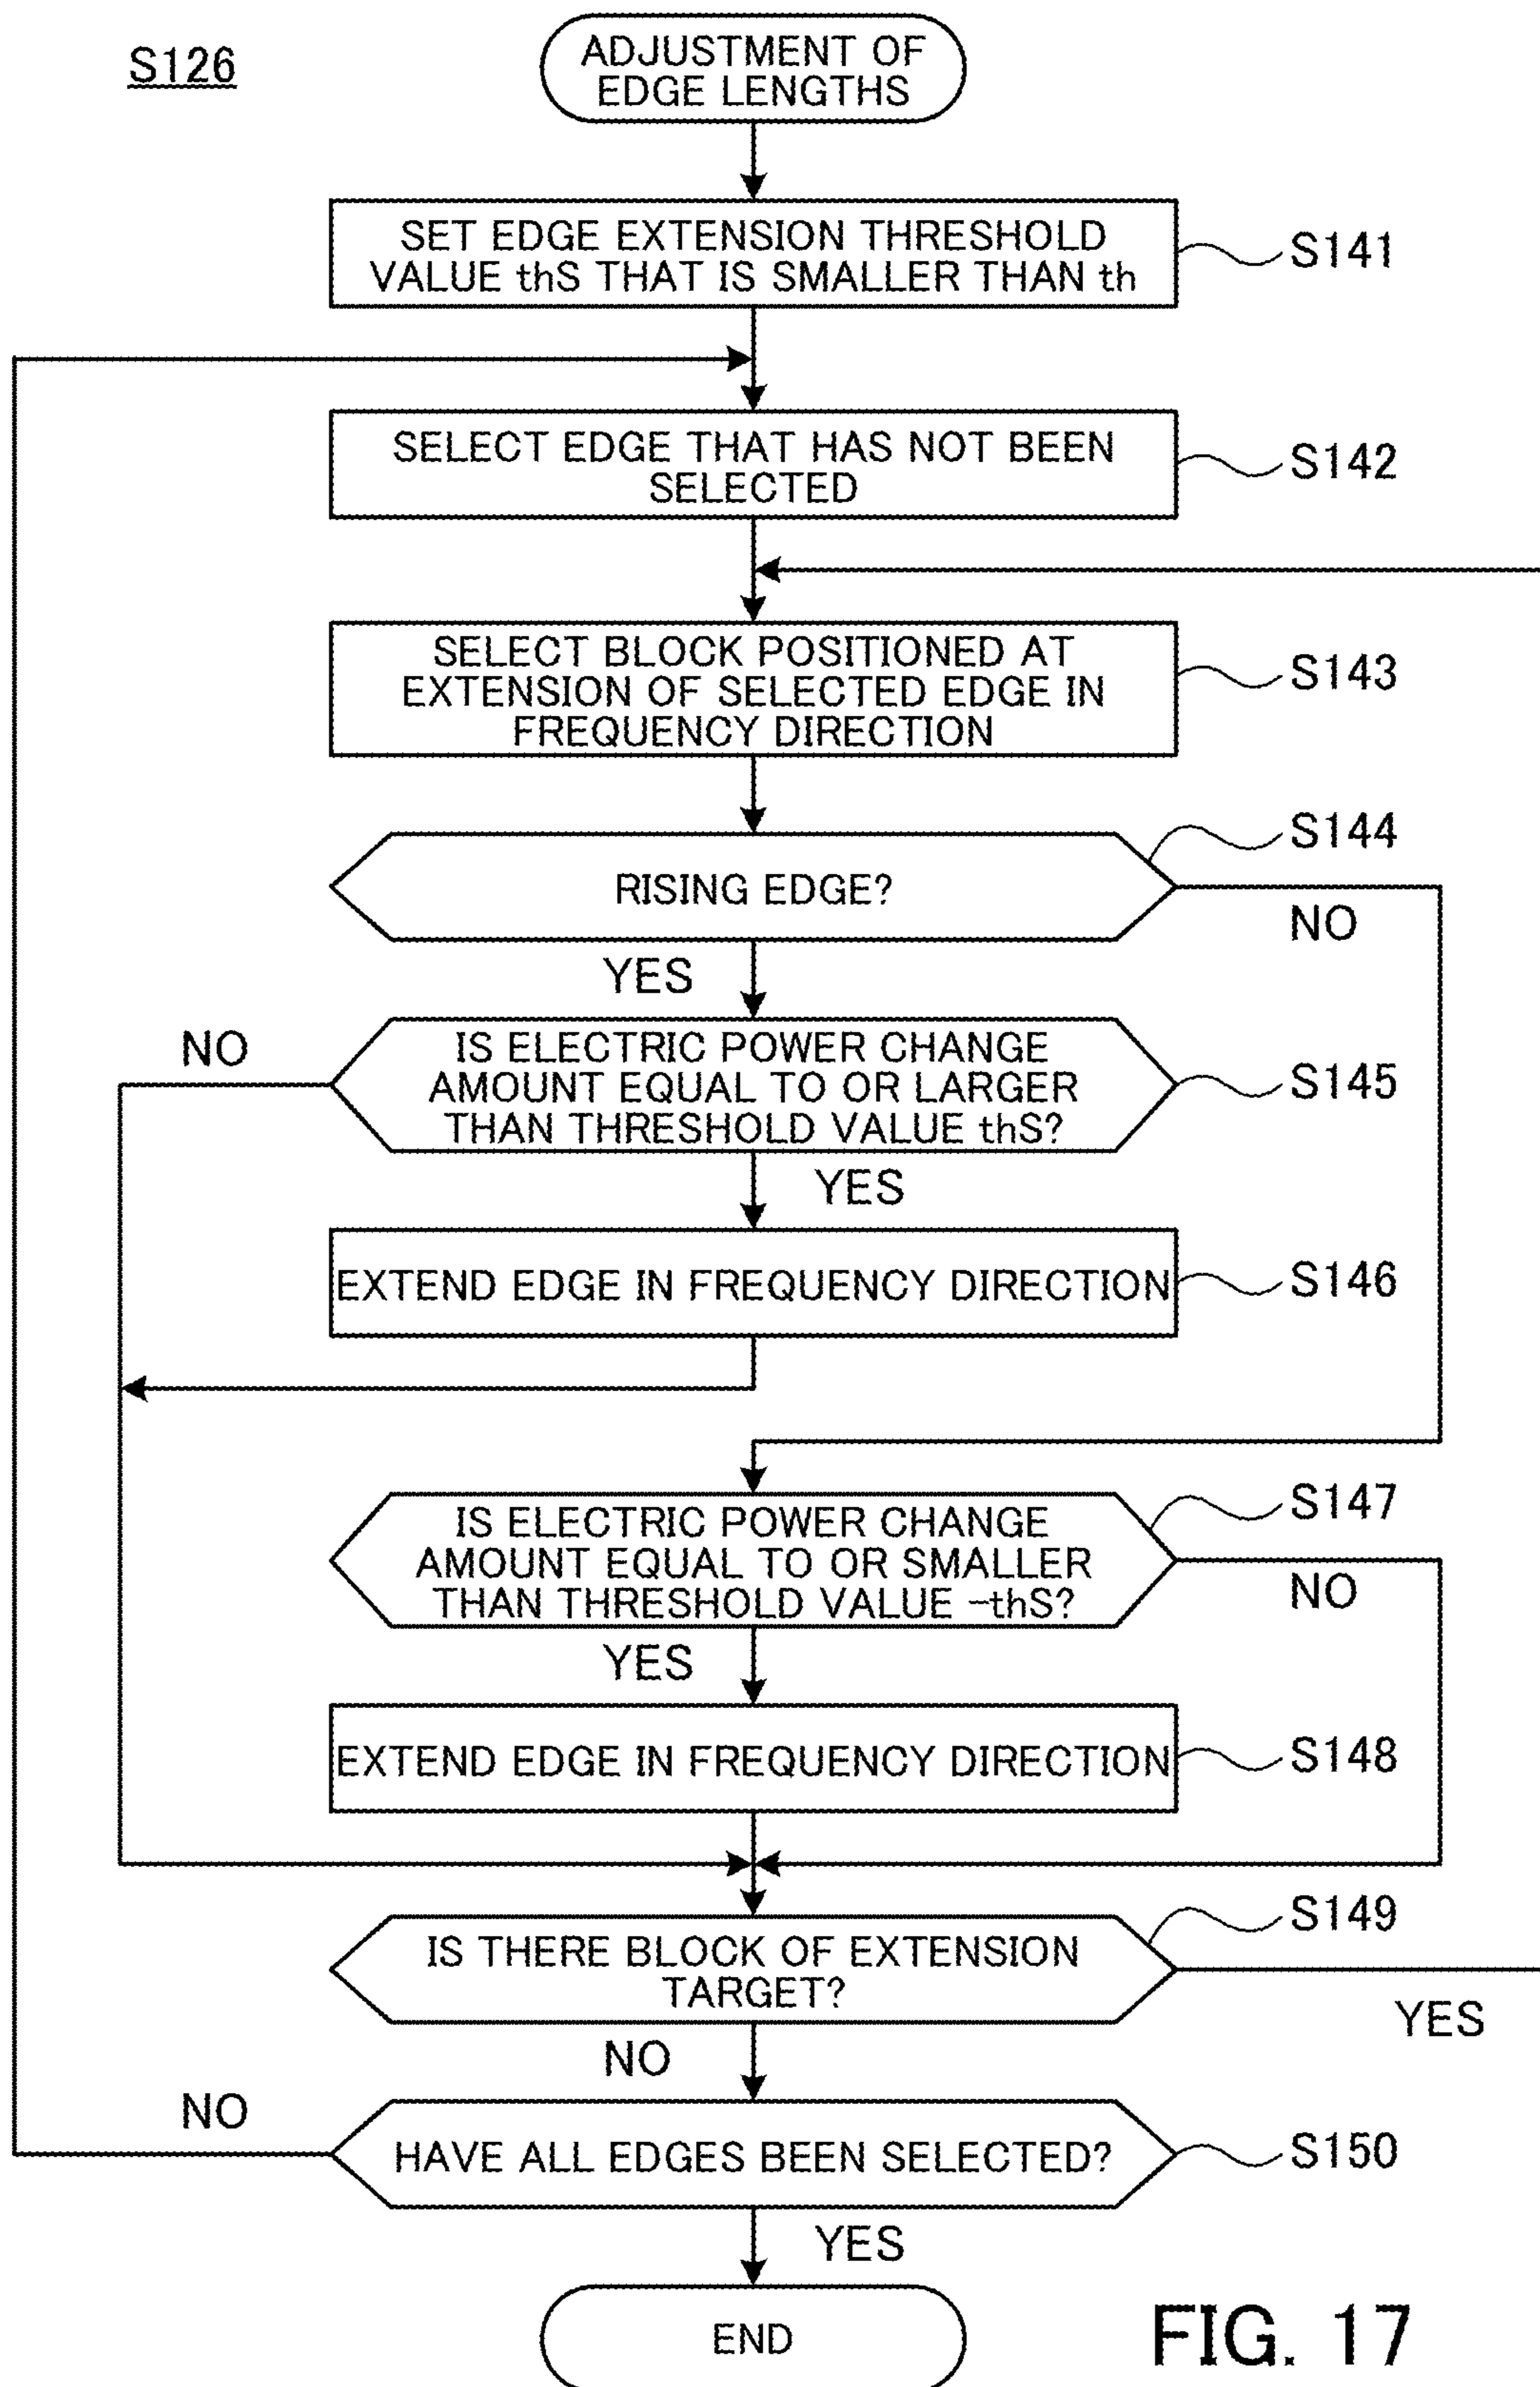 S126
ADJUSTMENT OF
EDGE LENGTHS
SET EDGE EXTENSION THRESHOLD
VALUE thS THAT IS SMALLER THAN th
S141
SELECT EDGE THAT HAS NOT BEEN
SELECTED
S142
SELECT BLOCK POSITIONED AT
EXTENSION OF SELECTED EDGE IN
FREQUENCY DIRECTION
S143
S144
RISING EDGE?
NO
YES
NO
IS ELECTRIC POWER CHANGE
AMOUNT EQUAL TO OR LARGER
THAN THRESHOLD VALUE thS?
S145
YES
EXTEND EDGE IN FREQUENCY DIRECTION
S146
S147
IS ELECTRIC POWER CHANGE
AMOUNT EQUAL TO OR SMALLER
THAN THRESHOLD VALUE -thS?
NO
YES
EXTEND EDGE IN FREQUENCY DIRECTION
S148
S149
IS THERE BLOCK OF EXTENSION
TARGET?
YES
NO
NO
HAVE ALL EDGES BEEN SELECTED?
S150
YES
END
FIG. 17